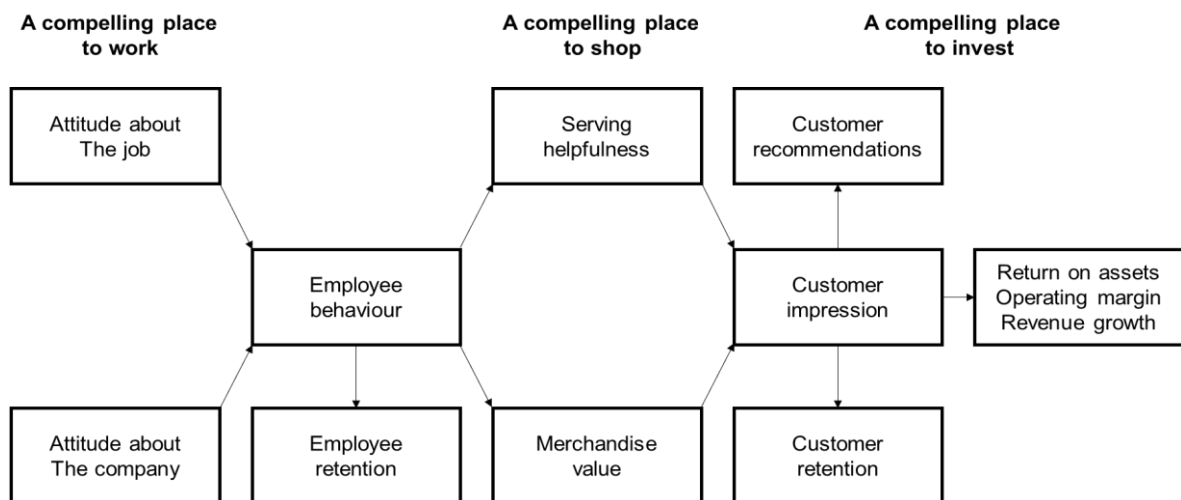 A compelling place
to work
A compelling place
to shop
A compelling place
to invest
Attitude about
The job
Serving
helpfulness
Customer
recommendations
Employee
behaviour
Customer
impression
Return on assets
Operating margin
Revenue growth
Attitude about
The company
Employee
retention
Merchandise
value
Customer
retention